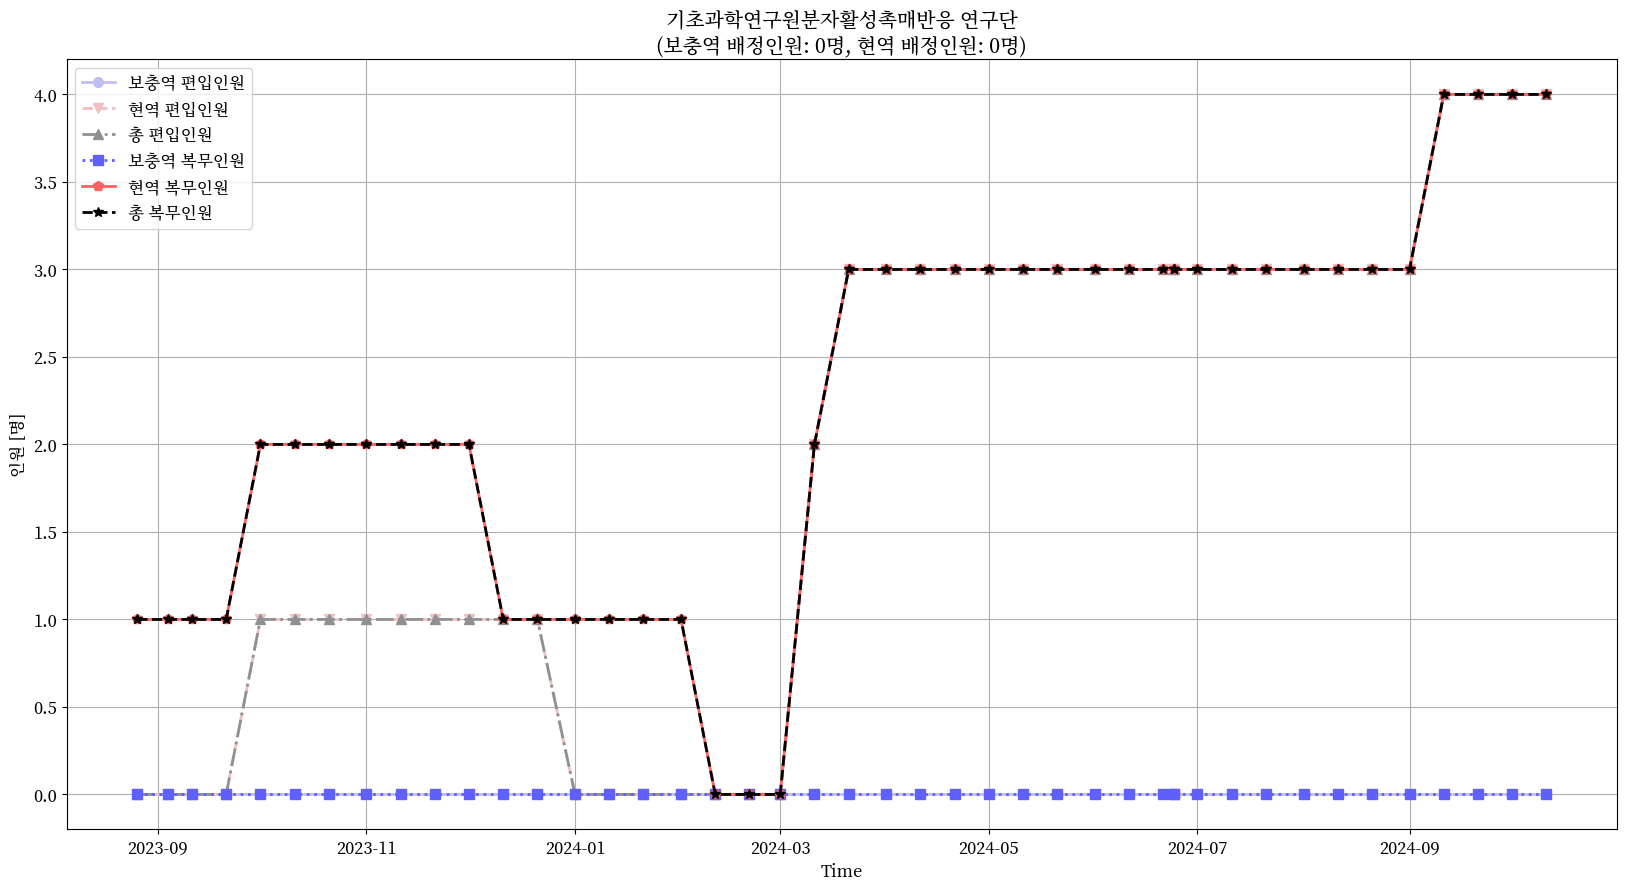 기초과학연구원분자활성촉매반응 연구단
(보충역 배정인원: 0명, 현역 배정인원: 0명)
보충역 편입인원
현역 편입인원
총 편입인원
보충역 복무인원
현역 복무인원
총 복무인원
4.0
3.5
3.0
2.5
2.0
1.5
1.0
0.5
0.0
인원 [명]
2023-09
2023-11
2024-01
2024-03
2024-05
2024-07
2024-09
Time